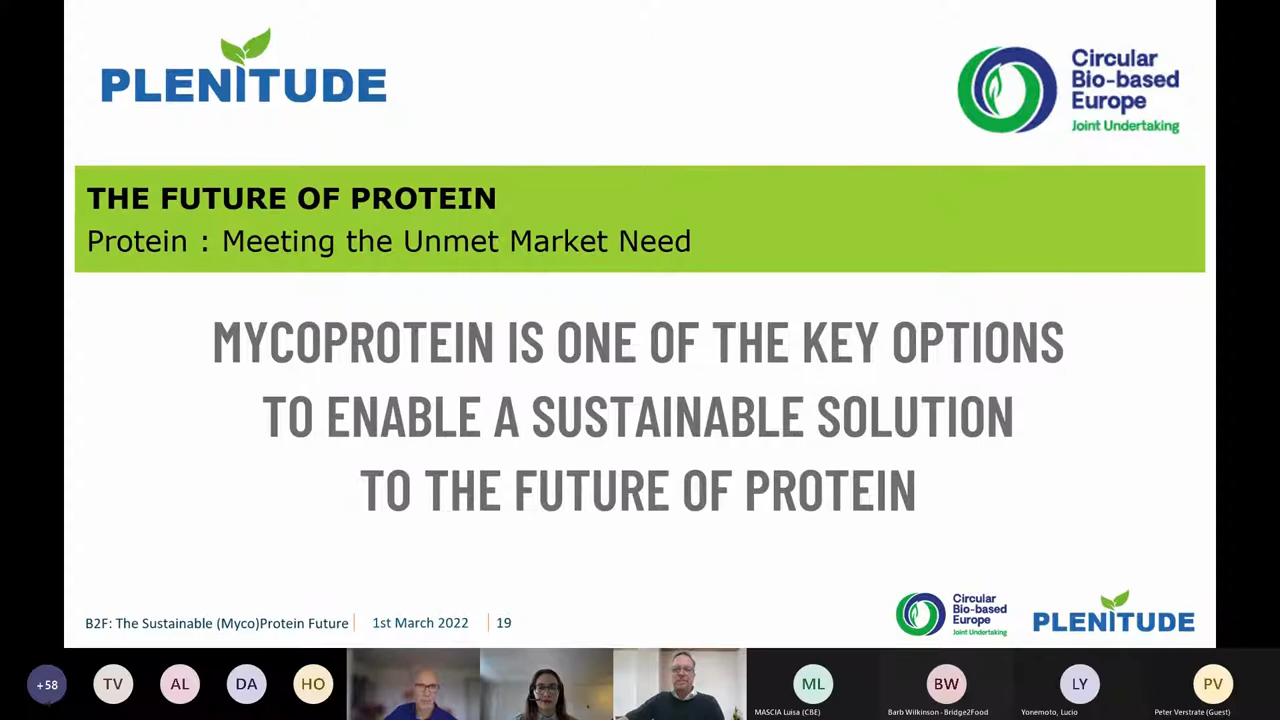 PLENITUDE
Circular
Bio-based
Europe
Joint Undertaking
THE FUTURE OF PROTEIN
Protein : Meeting the Unmet Market Need
MYCOPROTEIN IS ONE OF THE KEY OPTIONS
TO ENABLE A SUSTAINABLE SOLUTION
TO THE FUTURE OF PROTEIN
B2F: The Sustainable (Myco)Protein Future
1st March 2022
19
Circular
Bio-based
Europe
Joint Undertaking
PLENITUDE
+58
TV
AL
DA
HO
ML
MASCIA Luisa (CBE)
BW
Barb Wilkinson - Bridge2Food
LY
Yonemoto, Lucio
PV
Peter Verstrate (Guest)